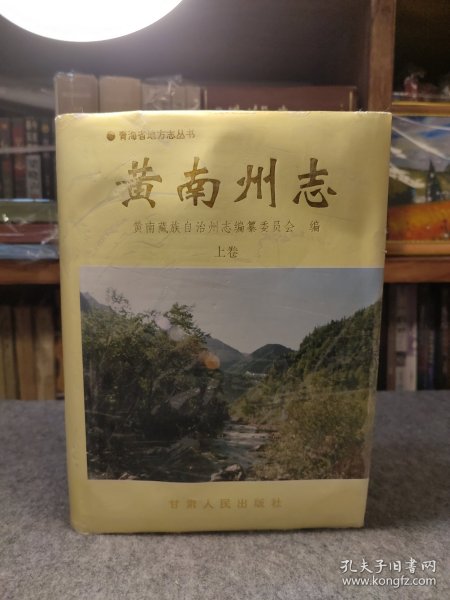 青海省地方志丛书
黄南州志
黄南藏族自治州志编纂委员会 编
上卷
甘肃人民出版社
孔夫子旧书网
www.kongfz.com